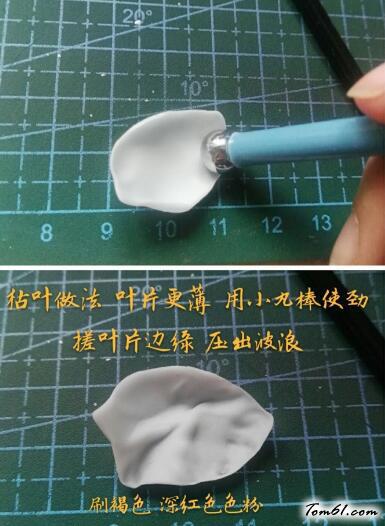 20°
10°
8 9 10 11 12 13
枯叶做法 叶片更薄 用小丸棒使劲
搓叶片边缘 压出波浪
10°
刷褐色 深红色色粉
Tom61.com